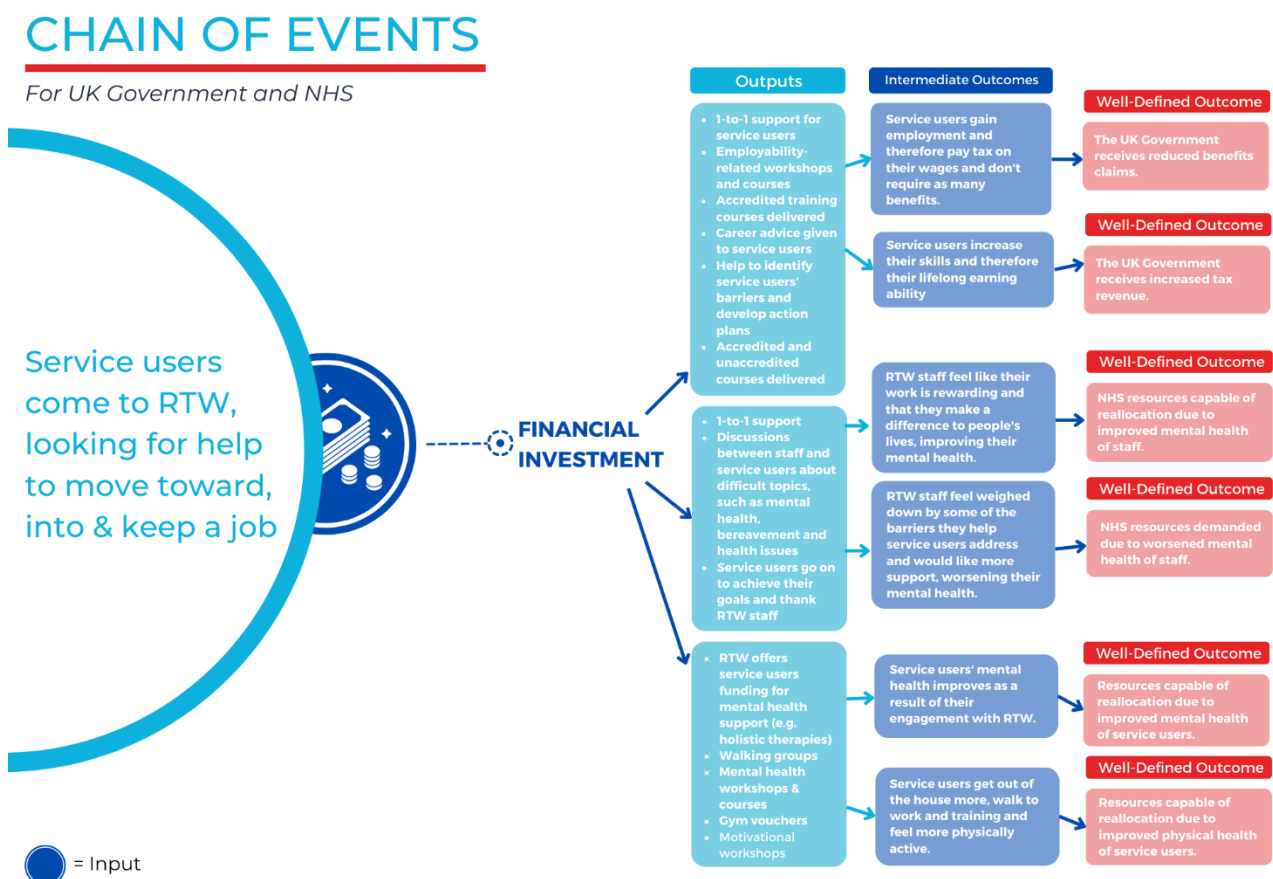 CHAIN OF EVENTS
For UK Government and NHS
Service users
come to RTW,
looking for help
to move toward,
into & keep a job
FINANCIAL
INVESTMENT
= Input
Outputs
• 1-to-1 support for
service users
• Employability-
related workshops
and courses
• Accredited training
courses delivered
• Career advice given
to service users
• Help to identify
service users'
barriers and
develop action
plans
• Accredited and
unaccredited
courses delivered
• 1-to-1 support
• Discussions
between staff and
service users about
difficult topics,
such as mental
health,
bereavement and
health issues
• Service users go on
to achieve their
goals and thank
RTW staff
• RTW offers
service users
funding for
mental health
support (e.g.
holistic therapies)
• Walking groups
• Mental health
workshops &
courses
• Gym vouchers
• Motivational
workshops
Intermediate Outcomes
Service users gain
employment and
therefore pay tax on
their wages and don't
require as many
benefits.
Service users increase
their skills and therefore
their lifelong earning
ability
RTW staff feel like their
work is rewarding and
that they make a
difference to people's
lives, improving their
mental health.
RTW staff feel weighed
down by some of the
barriers they help
service users address
and would like more
support, worsening their
mental health.
Service users' mental
health improves as a
result of their
engagement with RTW.
Service users get out of
the house more, walk to
work and training and
feel more physically
active.
Well-Defined Outcome
The UK Government
receives reduced benefits
claims.
Well-Defined Outcome
The UK Government
receives increased tax
revenue.
Well-Defined Outcome
NHS resources capable of
reallocation due to
improved mental health
of staff.
Well-Defined Outcome
NHS resources demanded
due to worsened mental
health of staff.
Well-Defined Outcome
Resources capable of
reallocation due to
improved mental health
of service users.
Well-Defined Outcome
Resources capable of
reallocation due to
improved physical health
of service users.